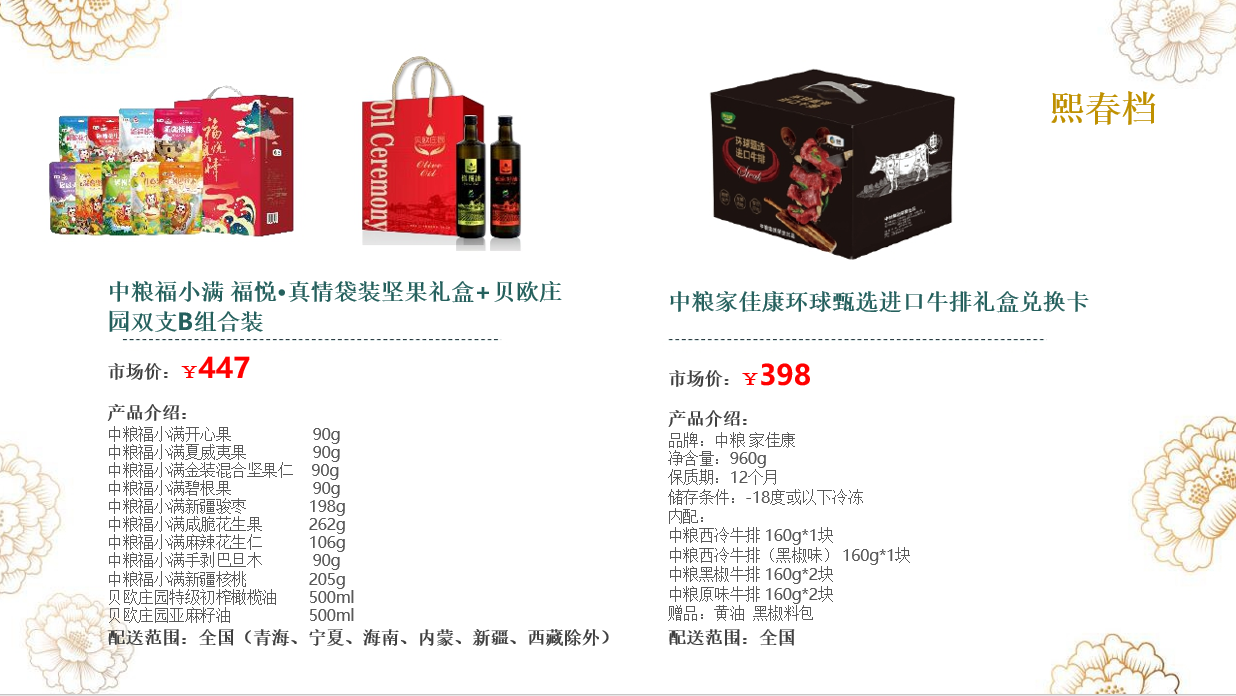 熙春档
福悦真情
Oil Ceremony
贝欧庄园
Olive Oil
环球甄选
进口牛排
Steak
中粮福小满 福悦•真情袋装坚果礼盒+贝欧庄
园双支B组合装
市场价：￥447
产品介绍：
中粮福小满开心果 90g
中粮福小满夏威夷果 90g
中粮福小满金装混合坚果仁 90g
中粮福小满碧根果 90g
中粮福小满新疆骏枣 198g
中粮福小满咸脆花生果 262g
中粮福小满麻辣花生仁 106g
中粮福小满手剥巴旦木 90g
中粮福小满新疆核桃 205g
贝欧庄园特级初榨橄榄油 500ml
贝欧庄园亚麻籽油 500ml
配送范围：全国（青海、宁夏、海南、内蒙、新疆、西藏除外）
中粮家佳康环球甄选进口牛排礼盒兑换卡
市场价：￥398
产品介绍：
品牌：中粮 家佳康
净含量：960g
保质期：12个月
储存条件：-18度或以下冷冻
内配：
中粮西冷牛排 160g*1块
中粮西冷牛排（黑椒味） 160g*1块
中粮黑椒牛排 160g*2块
中粮原味牛排 160g*2块
赠品：黄油 黑椒料包
配送范围：全国